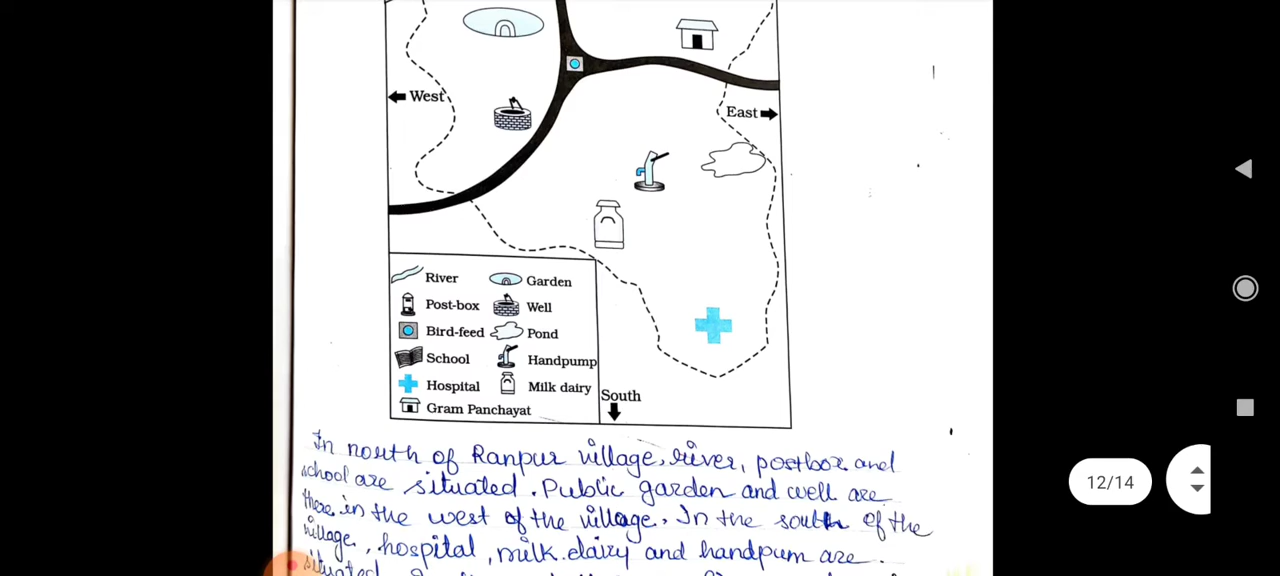 West
East
River
Garden
Post-box
Well
Bird-feed
Pond
School
Handpump
Hospital
Milk dairy
Gram Panchayat
South
In north of Ranpur village, river, postbox and
school are situated. Public garden and well are
there in the west of the village. In the south of the
village, hospital, milk dairy and handpum are.
situated.
12/14